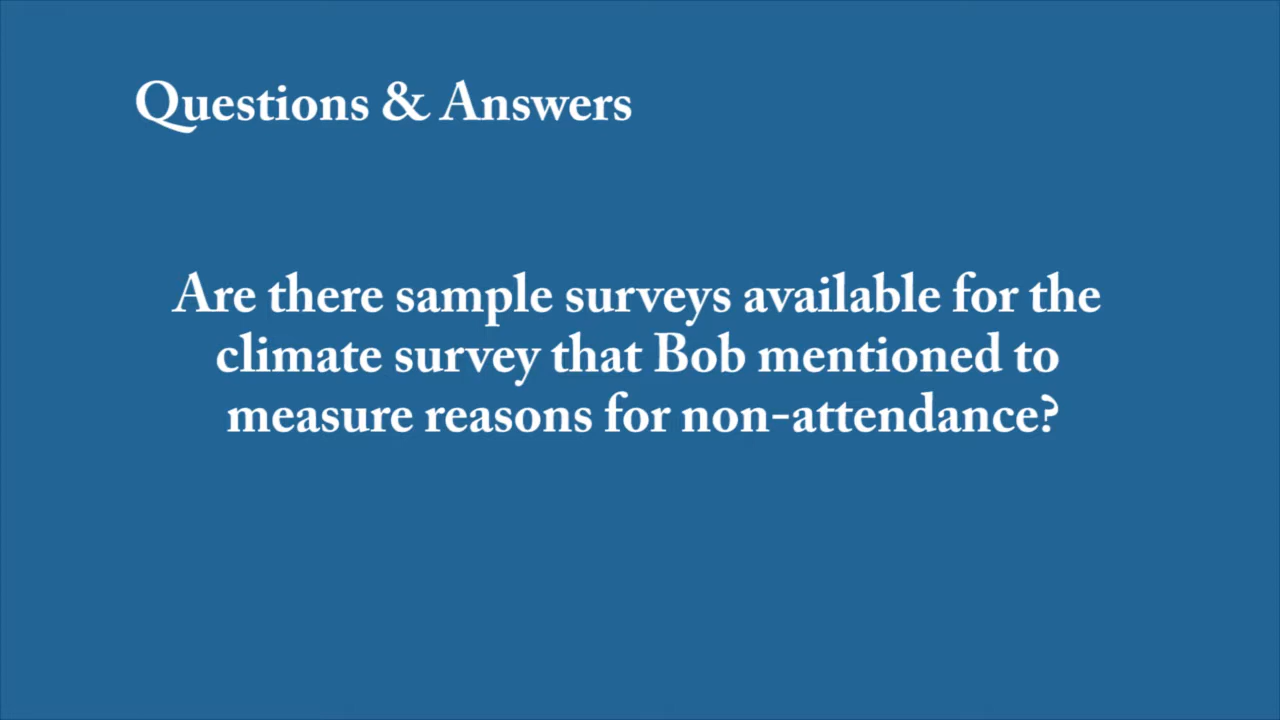 Questions & Answers
Are there sample surveys available for the
climate survey that Bob mentioned to
measure reasons for non-attendance?